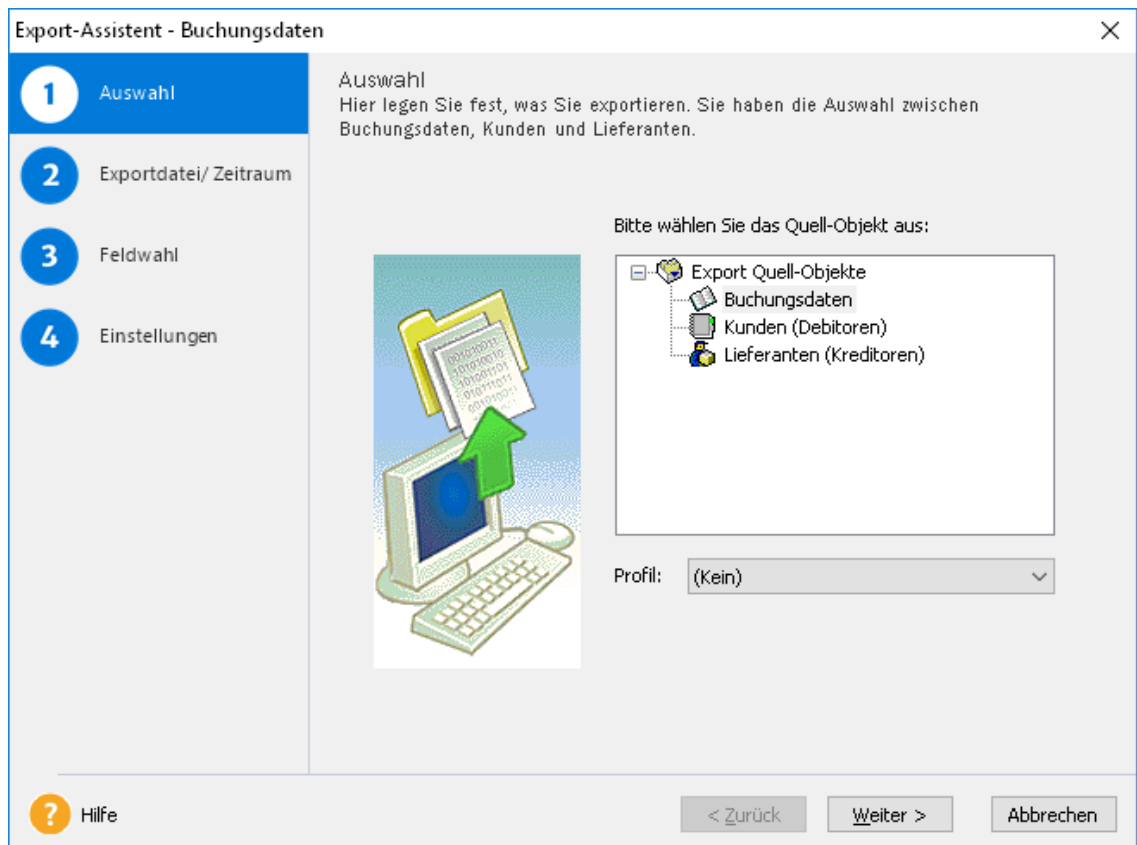 Export-Assistent - Buchungsdaten
1 Auswahl
2 Exportdatei/ Zeitraum
3 Feldwahl
4 Einstellungen
Auswahl
Hier legen Sie fest, was Sie exportieren. Sie haben die Auswahl zwischen
Buchungsdaten, Kunden und Lieferanten.
Bitte wählen Sie das Quell-Objekt aus:
Export Quell-Objekte
Buchungsdaten
Kunden (Debitoren)
Lieferanten (Kreditoren)
Profil: (Kein)
? Hilfe
< Zurück
Weiter >
Abbrechen